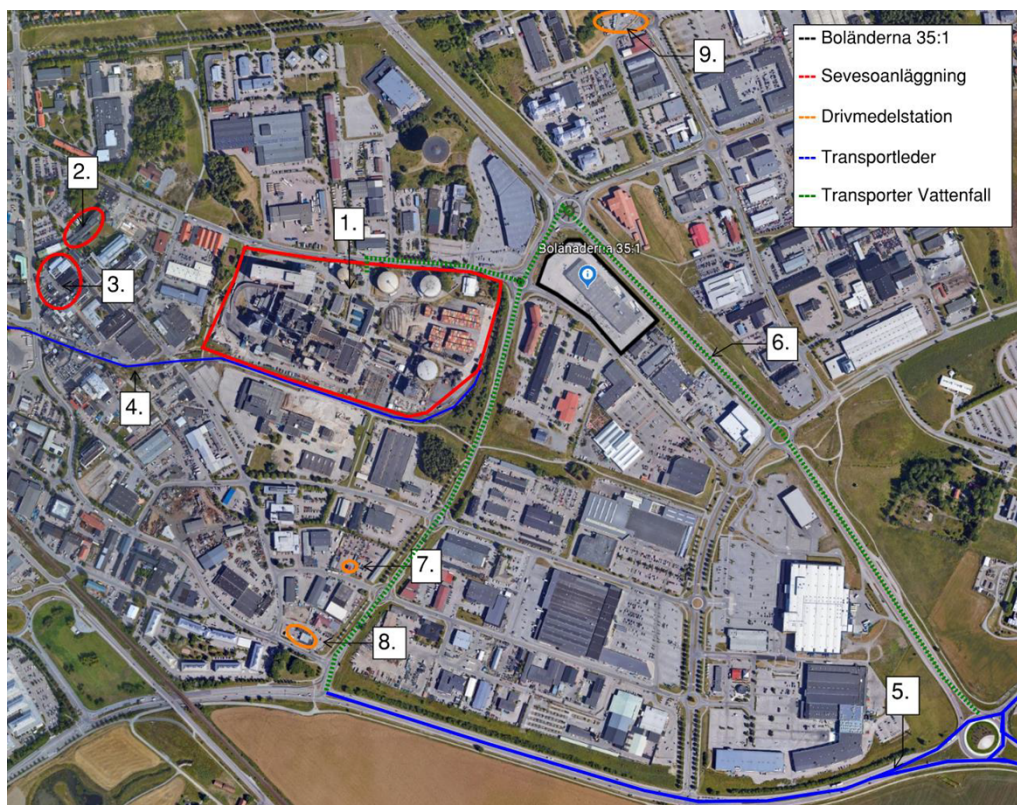 Boländerna 35:1
Sevesoanläggning
Drivmedelstation
Transportleder
Transporter Vattenfall
9.
2.
1.
Bolänaderna 35:1
3.
6.
4.
7.
8.
5.